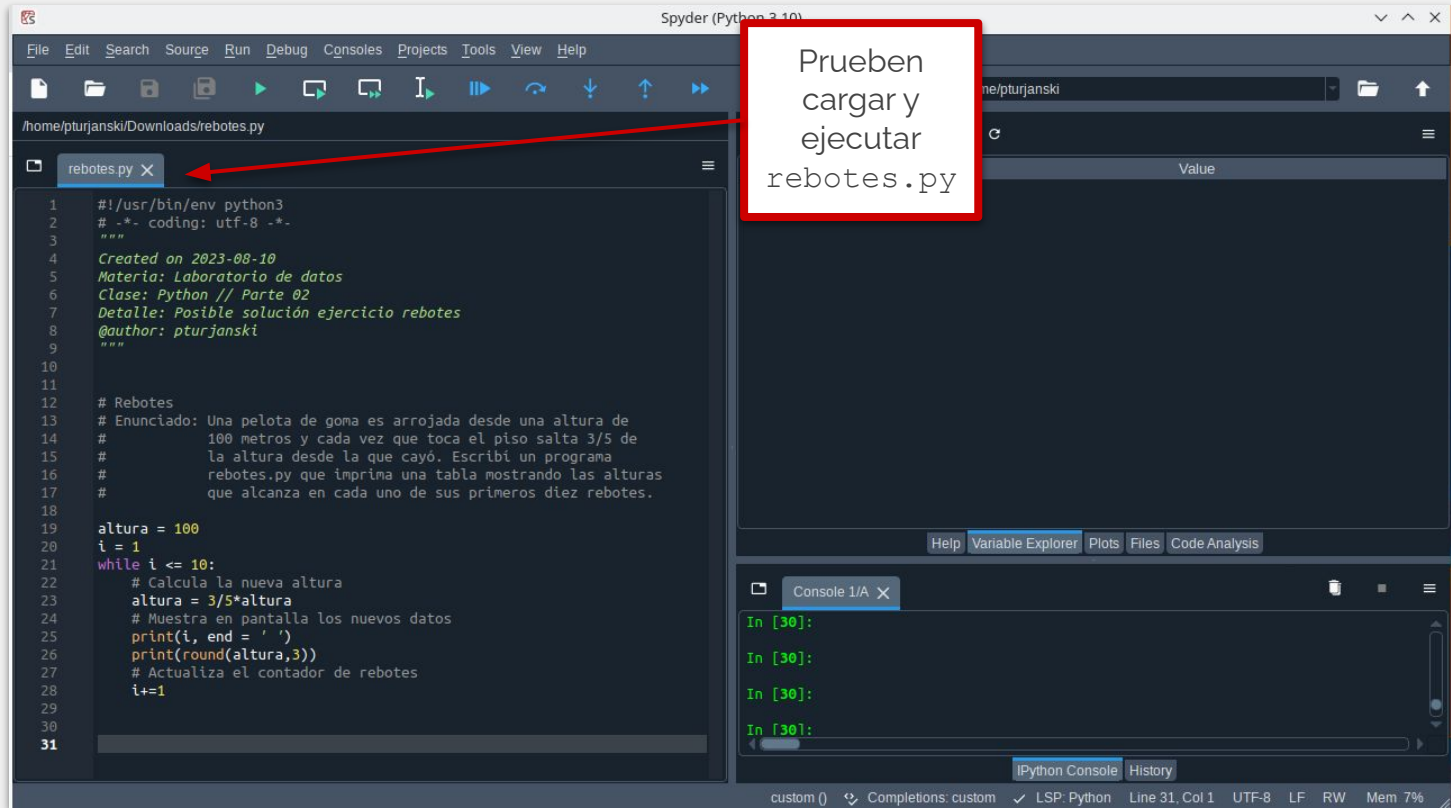 Spyder (Python 3.10)
File Edit Search Source Run Debug Consoles Projects Tools View Help
Prueben
cargar y
ejecutar
rebotes.py
me/pturjanski
/home/pturjanski/Downloads/rebotes.py
rebotes.py
Value
1 #!/usr/bin/env python3
2 # -*- coding: utf-8 -*-
3 """
4 Created on 2023-08-10
5 Materia: Laboratorio de datos
6 Clase: Python // Parte 02
7 Detalle: Posible solución ejercicio rebotes
8 @author: pturjanski
9 """
10
11
12 # Rebotes
13 # Enunciado: Una pelota de goma es arrojada desde una altura de
14 # 100 metros y cada vez que toca el piso salta 3/5 de
15 # la altura desde la que cayó. Escribí un programa
16 # rebotes.py que imprima una tabla mostrando las alturas
17 # que alcanza en cada uno de sus primeros diez rebotes.
18
19 altura = 100
20 i = 1
21 while i <= 10:
22 # Calcula la nueva altura
23 altura = 3/5*altura
24 # Muestra en pantalla los nuevos datos
25 print(i, end = ' ')
26 print(round(altura,3))
27 # Actualiza el contador de rebotes
28 i+=1
29
30
31
Help Variable Explorer Plots Files Code Analysis
Console 1/A
In [30]:
In [30]:
In [30]:
In [30]:
IPython Console History
custom () Completions: custom LSP: Python Line 31, Col 1 UTF-8 LF RW Mem 7%